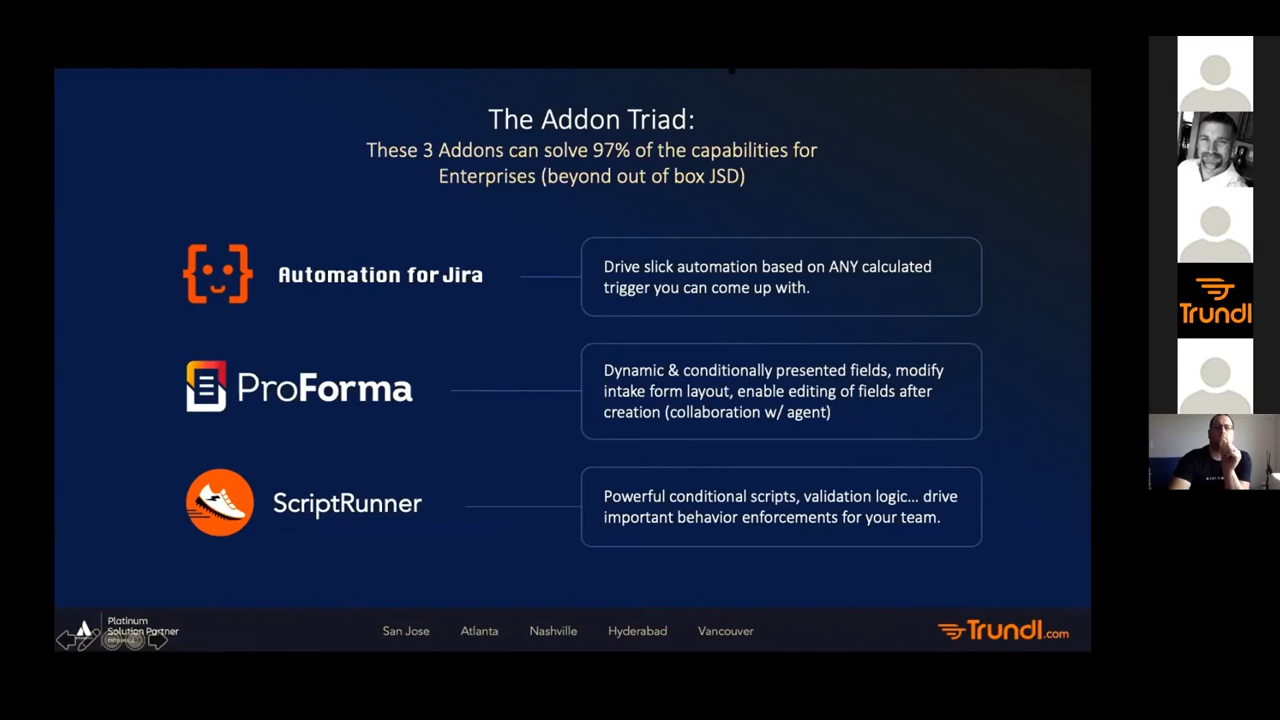 The Addon Triad:
These 3 Addons can solve 97% of the capabilities for
Enterprises (beyond out of box JSD)
Automation for Jira
Drive slick automation based on ANY calculated
trigger you can come up with.
ProForma
Dynamic & conditionally presented fields, modify
intake form layout, enable editing of fields after
creation (collaboration w/ agent)
ScriptRunner
Powerful conditional scripts, validation logic... drive
important behavior enforcements for your team.
Platinum
Solution Partner
San Jose
Atlanta
Nashville
Hyderabad
Vancouver
Trundl.com
Trundl